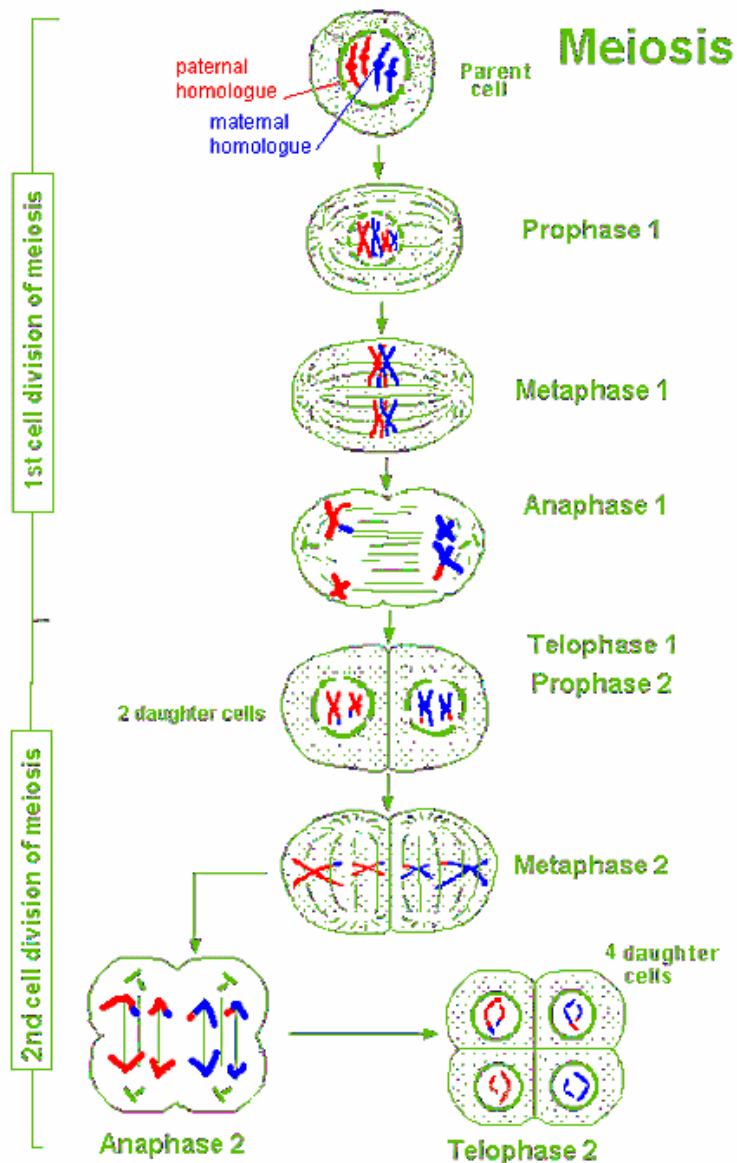 Meiosis
paternal
homologue
maternal
homologue
Parent
cell
1st cell division of meiosis
Prophase 1
Metaphase 1
Anaphase 1
Telophase 1
Prophase 2
2 daughter cells
2nd cell division of meiosis
Metaphase 2
4 daughter
cells
Anaphase 2
Telophase 2